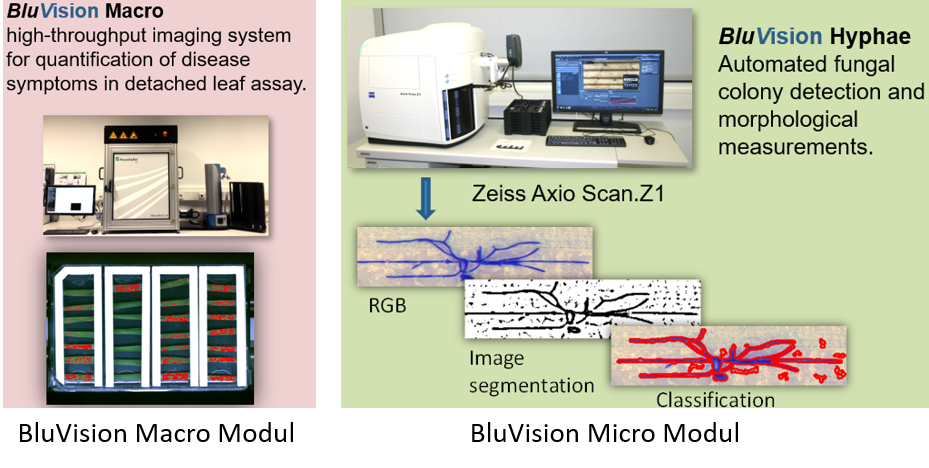 BluVision Macro
high-throughput imaging system
for quantification of disease
symptoms in detached leaf assay.
BluVision Macro Modul
BluVision Hyphae
Automated fungal
colony detection and
morphological
measurements.
Zeiss Axio Scan.Z1
RGB
Image
segmentation
Classification
BluVision Micro Modul